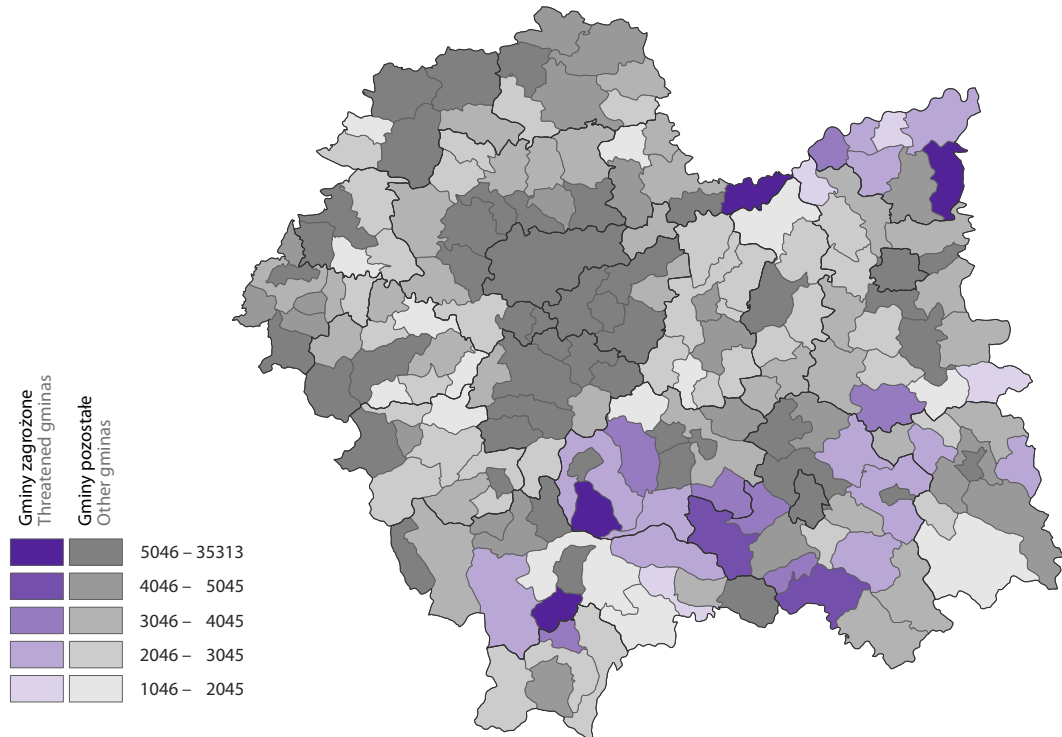 Gminy zagrożone
Threatened gminas
Gminy pozostałe
Other gminas
5046 – 35313
4046 – 5045
3046 – 4045
2046 – 3045
1046 – 2045